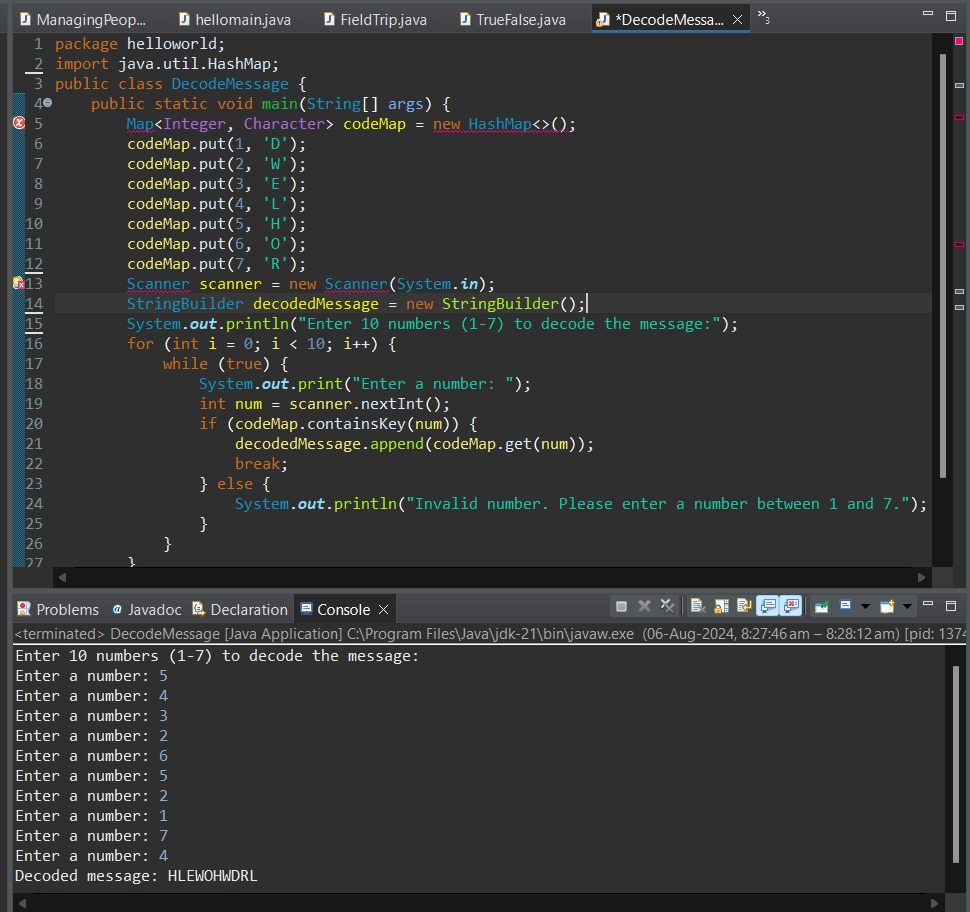 ManagingPeop... hellomain.java FieldTrip.java TrueFalse.java *DecodeMessa... »3
1 package helloworld;
2 import java.util.HashMap;
3 public class DecodeMessage {
4 public static void main(String[] args) {
5 Map<Integer, Character> codeMap = new HashMap<>();
6 codeMap.put(1, 'D');
7 codeMap.put(2, 'W');
8 codeMap.put(3, 'E');
9 codeMap.put(4, 'L');
10 codeMap.put(5, 'H');
11 codeMap.put(6, 'O');
12 codeMap.put(7, 'R');
13 Scanner scanner = new Scanner(System.in);
14 StringBuilder decodedMessage = new StringBuilder();
15 System.out.println("Enter 10 numbers (1-7) to decode the message:");
16 for (int i = 0; i < 10; i++) {
17 while (true) {
18 System.out.print("Enter a number: ");
19 int num = scanner.nextInt();
20 if (codeMap.containsKey(num)) {
21 decodedMessage.append(codeMap.get(num));
22 break;
23 } else {
24 System.out.println("Invalid number. Please enter a number between 1 and 7.");
25 }
26 }
27 }
Problems Javadoc Declaration Console
<terminated> DecodeMessage [Java Application] C:\Program Files\Java\jdk-21\bin\javaw.exe (06-Aug-2024, 8:27:46 am – 8:28:12 am) [pid: 1374
Enter 10 numbers (1-7) to decode the message:
Enter a number: 5
Enter a number: 4
Enter a number: 3
Enter a number: 2
Enter a number: 6
Enter a number: 5
Enter a number: 2
Enter a number: 1
Enter a number: 7
Enter a number: 4
Decoded message: HLEWOHWDRL